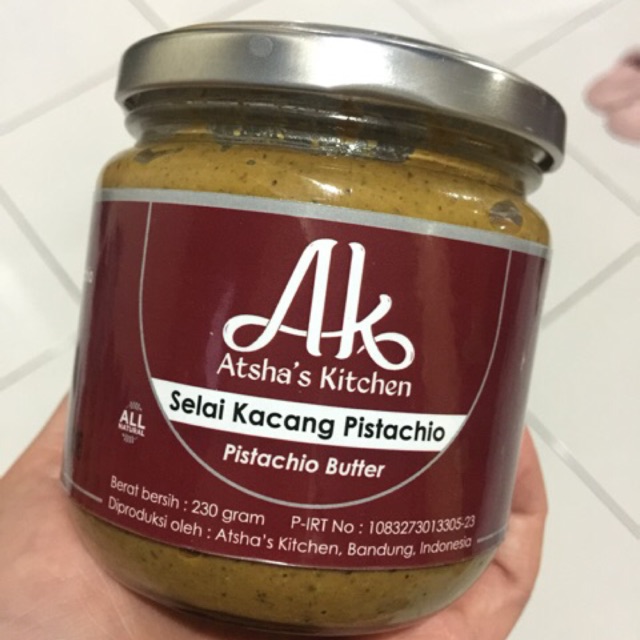 Ak
Atsha's Kitchen
Selai Kacang Pistachio
Pistachio Butter
ALL
NATURAL
Berat bersih : 230 gram P-IRT No : 1083273013305-23
Diproduksi oleh : Atsha's Kitchen, Bandung, Indonesia